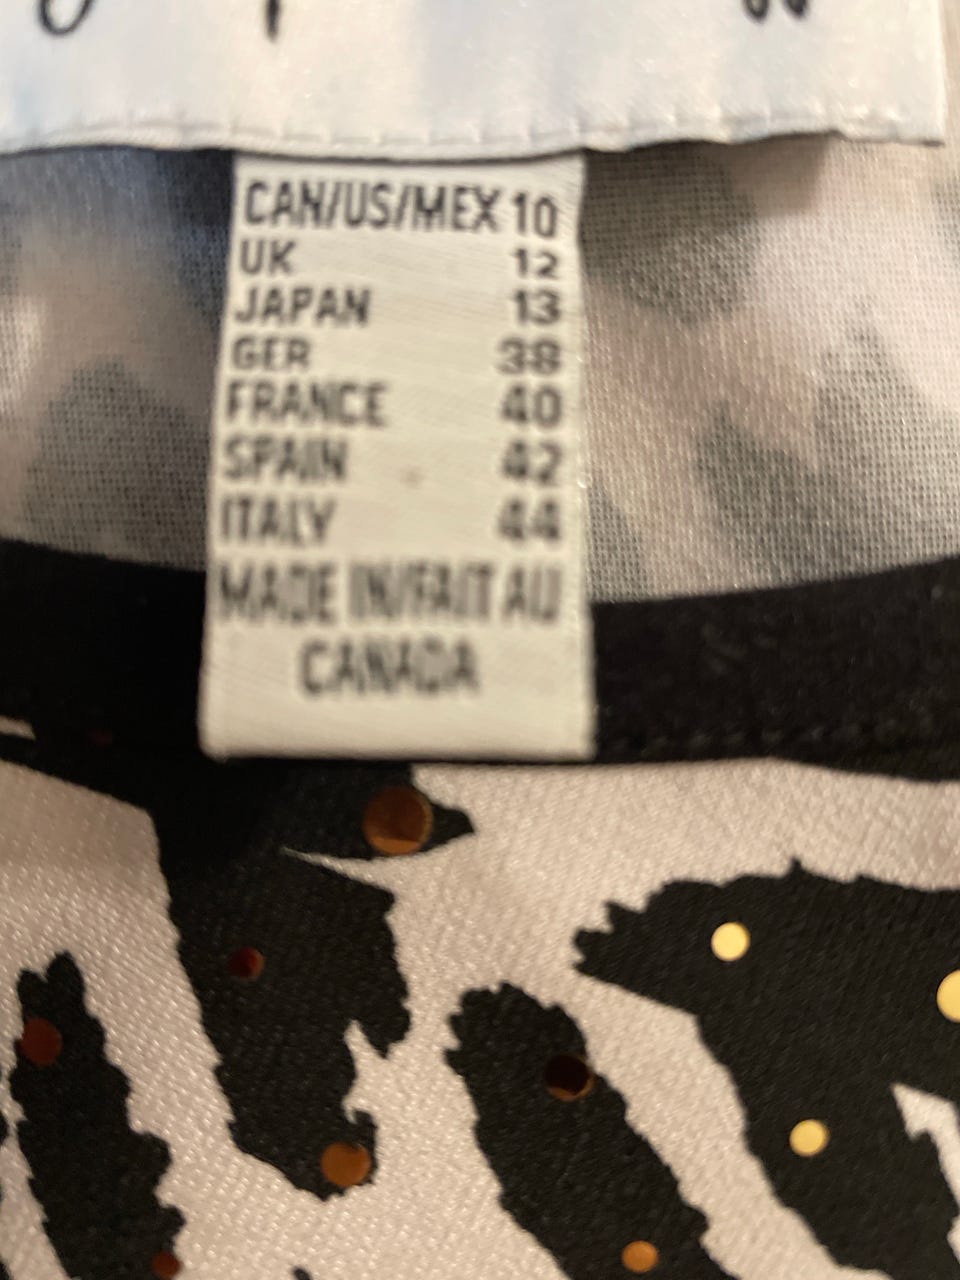 CAN/US/MEX 10
UK 12
JAPAN 13
GER 38
FRANCE 40
SPAIN 42
ITALY 44
MADE IN/FAIT AU
CANADA